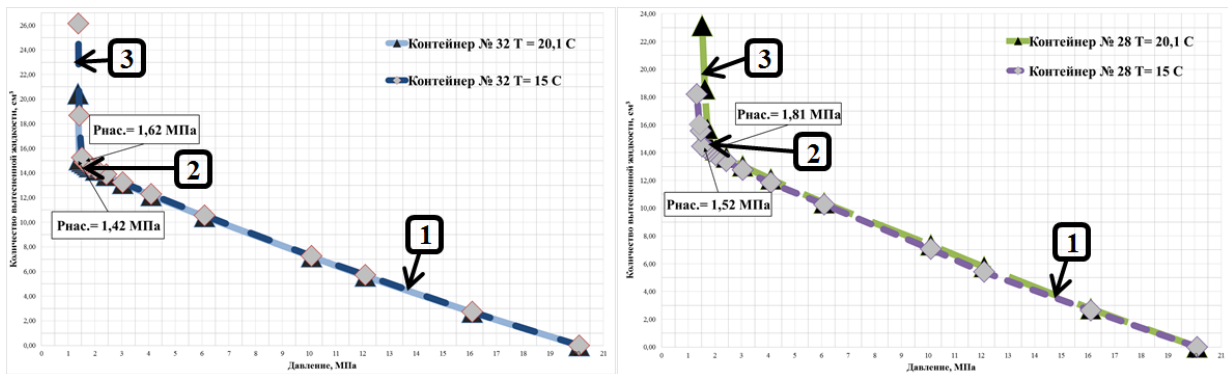 26,00
24,00
22,00
20,00
18,00
16,00
14,00
12,00
10,00
8,00
6,00
4,00
2,00
0,00
Количество вытесненной жидкости, см³
3
Рнас.= 1,62 МПа
2
Рнас.= 1,42 МПа
1
Контейнер № 32 Т = 20,1 С
Контейнер № 32 Т= 15 С
0 1 2 3 4 5 6 7 8 9 10 11 12 13 14 15 16 17 18 19 20 21
Давление, МПа
24,00
22,00
20,00
18,00
16,00
14,00
12,00
10,00
8,00
6,00
4,00
2,00
0,00
Количество вытесненной жидкости, см³
3
Рнас.= 1,81 МПа
2
Рнас.= 1,52 МПа
1
Контейнер № 28 Т = 20,1 С
Контейнер № 28 Т= 15 С
0 1 2 3 4 5 6 7 8 9 10 11 12 13 14 15 16 17 18 19 20 21 22
Давление, МПа